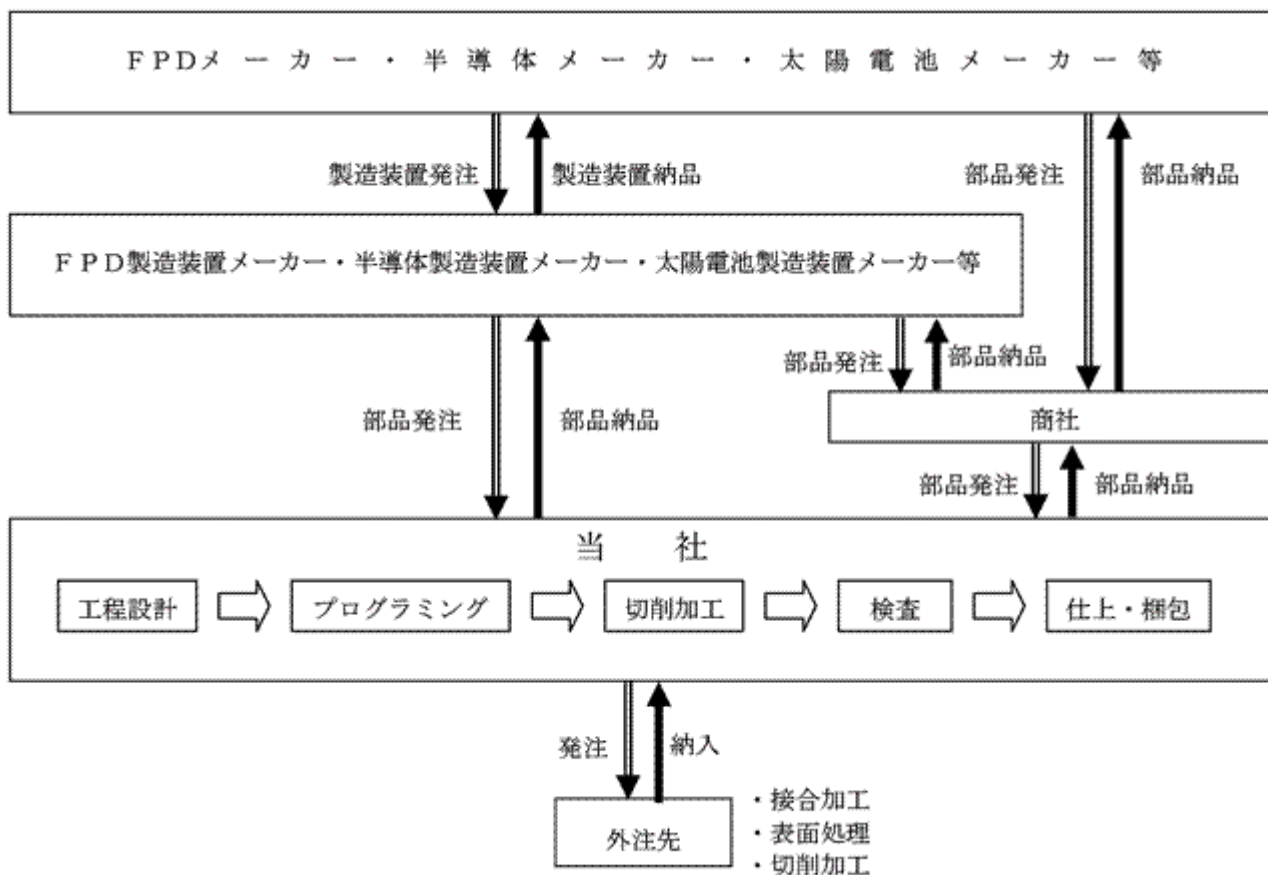 FPDメーカー・半導体メーカー・太陽電池メーカー等
製造装置発注
製造装置納品
部品発注
部品納品
FPD製造装置メーカー・半導体製造装置メーカー・太陽電池製造装置メーカー等
部品発注
部品納品
部品発注
部品納品
商社
部品発注
部品納品
当社
工程設計
プログラミング
切削加工
検査
仕上・梱包
発注
納入
外注先
・接合加工
・表面処理
・切削加工